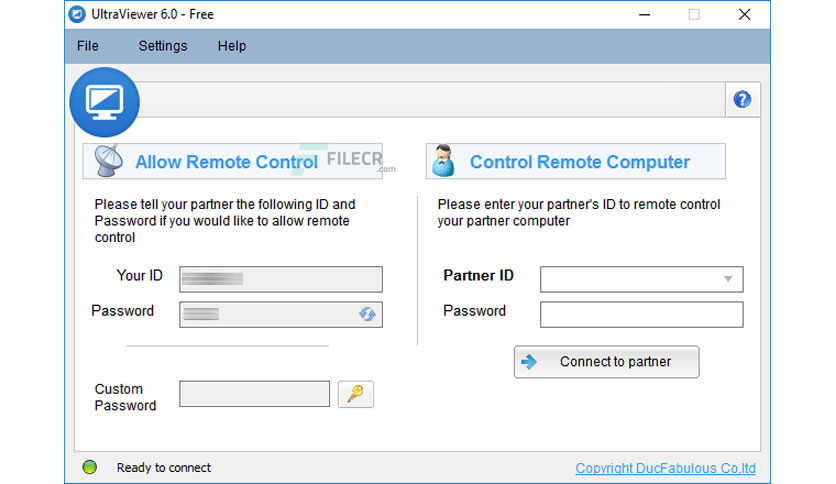 UltraViewer 6.0 - Free
File Settings Help
Allow Remote Control
FILECR
.com
Control Remote Computer
Please tell your partner the following ID and
Password if you would like to allow remote
control
Please enter your partner's ID to remote control
your partner computer
Your ID
Partner ID
Password
Password
Connect to partner
Custom
Password
Ready to connect
Copyright DucFabulous Co,ltd